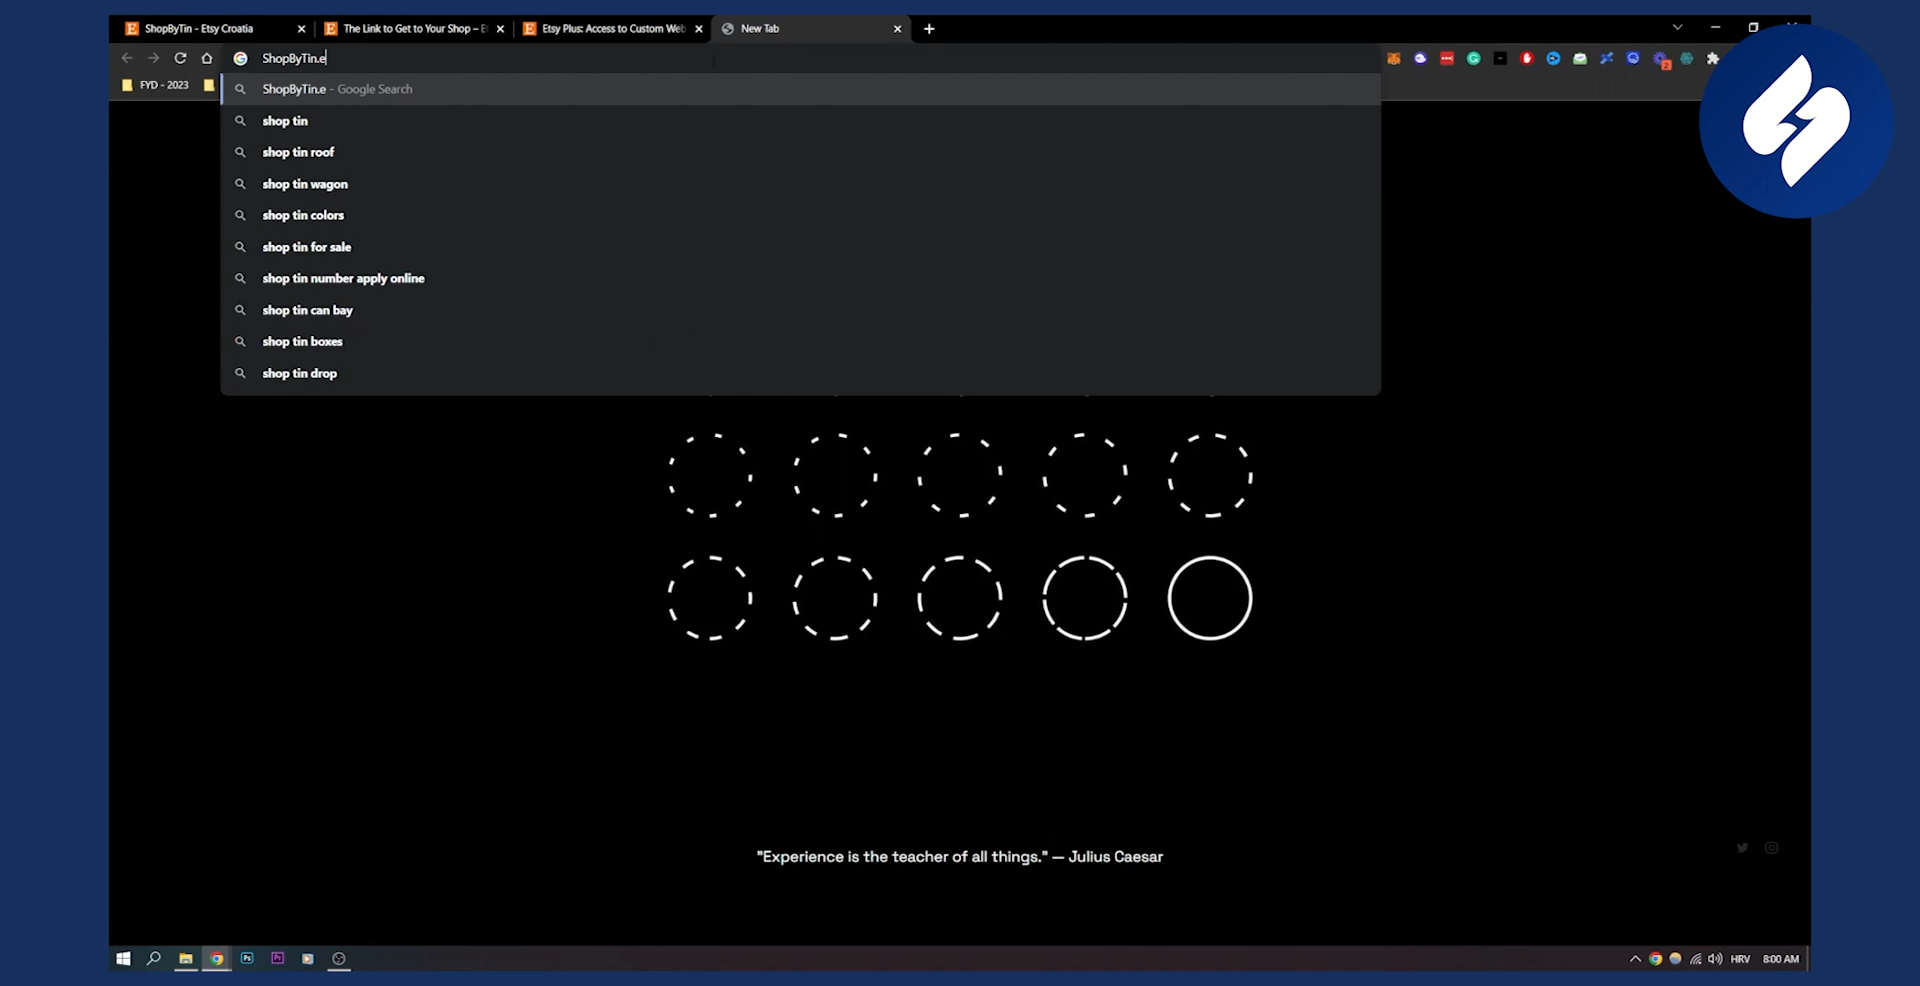 ShopByTin - Etsy Croatia
The Link to Get to Your Shop – E
Etsy Plus: Access to Custom Web
New Tab
ShopByTin.e
FYD - 2023
ShopByTin.e - Google Search
shop tin
shop tin roof
shop tin wagon
shop tin colors
shop tin for sale
shop tin number apply online
shop tin can bay
shop tin boxes
shop tin drop
"Experience is the teacher of all things." — Julius Caesar
Ps
Pr
HRV
8:00 AM